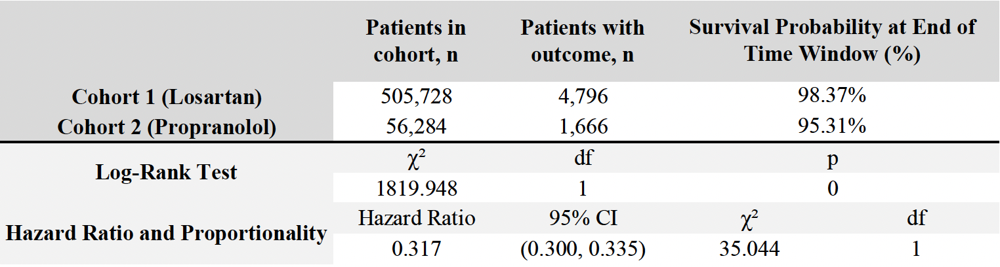 Patients in cohort, n Patients with outcome, n Survival Probability at End of Time Window (%)
Cohort 1 (Losartan) 505,728 4,796 98.37%
Cohort 2 (Propranolol) 56,284 1,666 95.31%
Log-Rank Test χ² df p
1819.948 1 0
Hazard Ratio and Proportionality Hazard Ratio 95% CI χ² df
0.317 (0.300, 0.335) 35.044 1